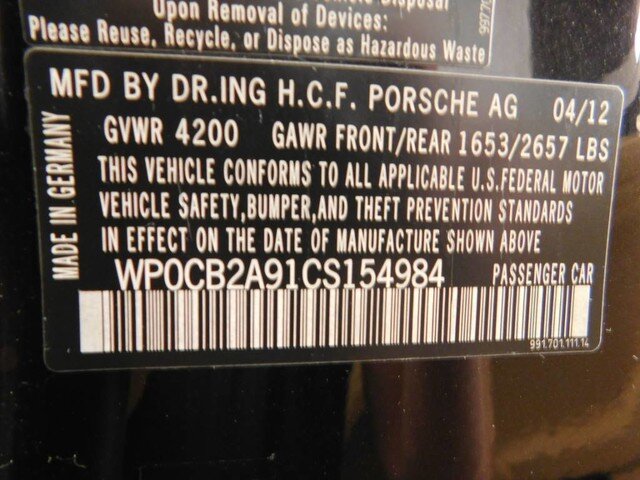 Upon Removal of Devices:
Please Reuse, Recycle, or Dispose as Hazardous Waste
MFD BY DR.ING H.C.F. PORSCHE AG 04/12
GVWR 4200 GAWR FRONT/REAR 1653/2657 LBS
THIS VEHICLE CONFORMS TO ALL APPLICABLE U.S.FEDERAL MOTOR
VEHICLE SAFETY,BUMPER,AND THEFT PREVENTION STANDARDS
IN EFFECT ON THE DATE OF MANUFACTURE SHOWN ABOVE
WP0CB2A91CS154984 PASSENGER CAR
991.701.111.14
MADE IN GERMANY